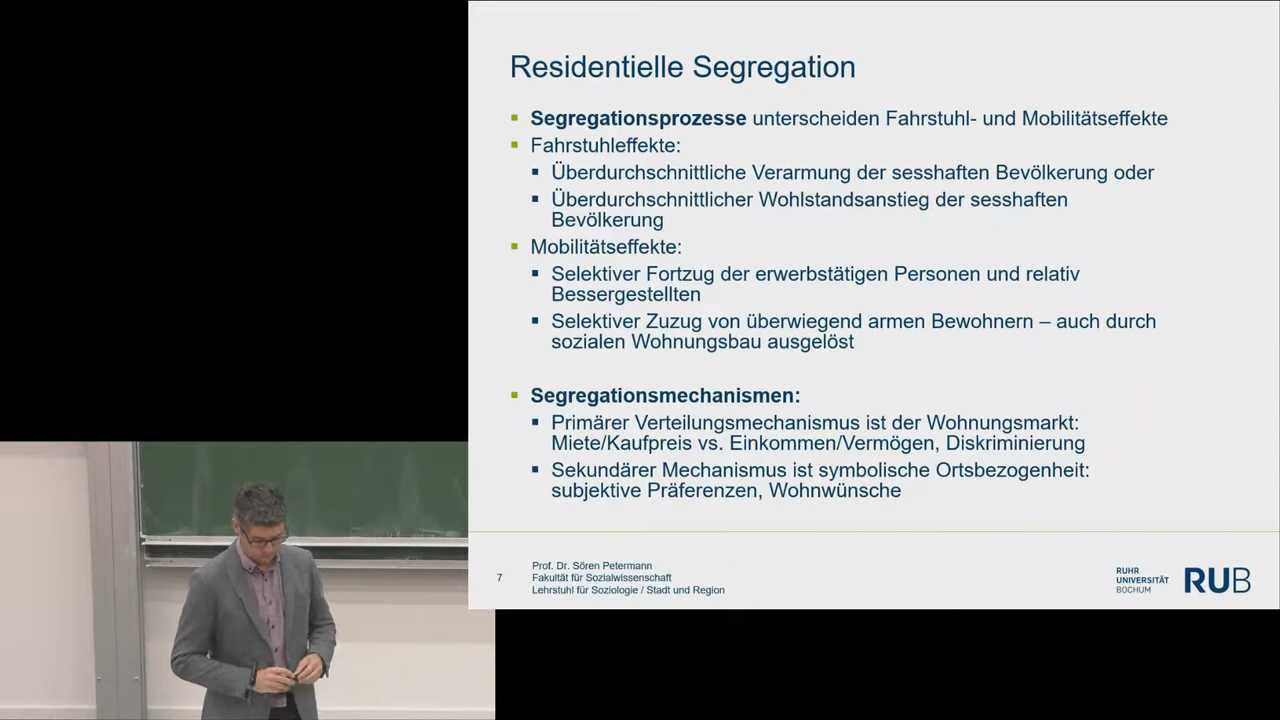 Residentielle Segregation
Segregationsprozesse unterscheiden Fahrstuhl- und Mobilitätseffekte
Fahrstuhleffekte:
Überdurchschnittliche Verarmung der sesshaften Bevölkerung oder
Überdurchschnittlicher Wohlstandsanstieg der sesshaften
Bevölkerung
Mobilitätseffekte:
Selektiver Fortzug der erwerbstätigen Personen und relativ
Bessergestellten
Selektiver Zuzug von überwiegend armen Bewohnern – auch durch
sozialen Wohnungsbau ausgelöst
Segregationsmechanismen:
Primärer Verteilungsmechanismus ist der Wohnungsmarkt:
Miete/Kaufpreis vs. Einkommen/Vermögen, Diskriminierung
Sekundärer Mechanismus ist symbolische Ortsbezogenheit:
subjektive Präferenzen, Wohnwünsche
7
Prof. Dr. Sören Petermann
Fakultät für Sozialwissenschaft
Lehrstuhl für Soziologie / Stadt und Region
RUHR
UNIVERSITÄT
BOCHUM
RUB